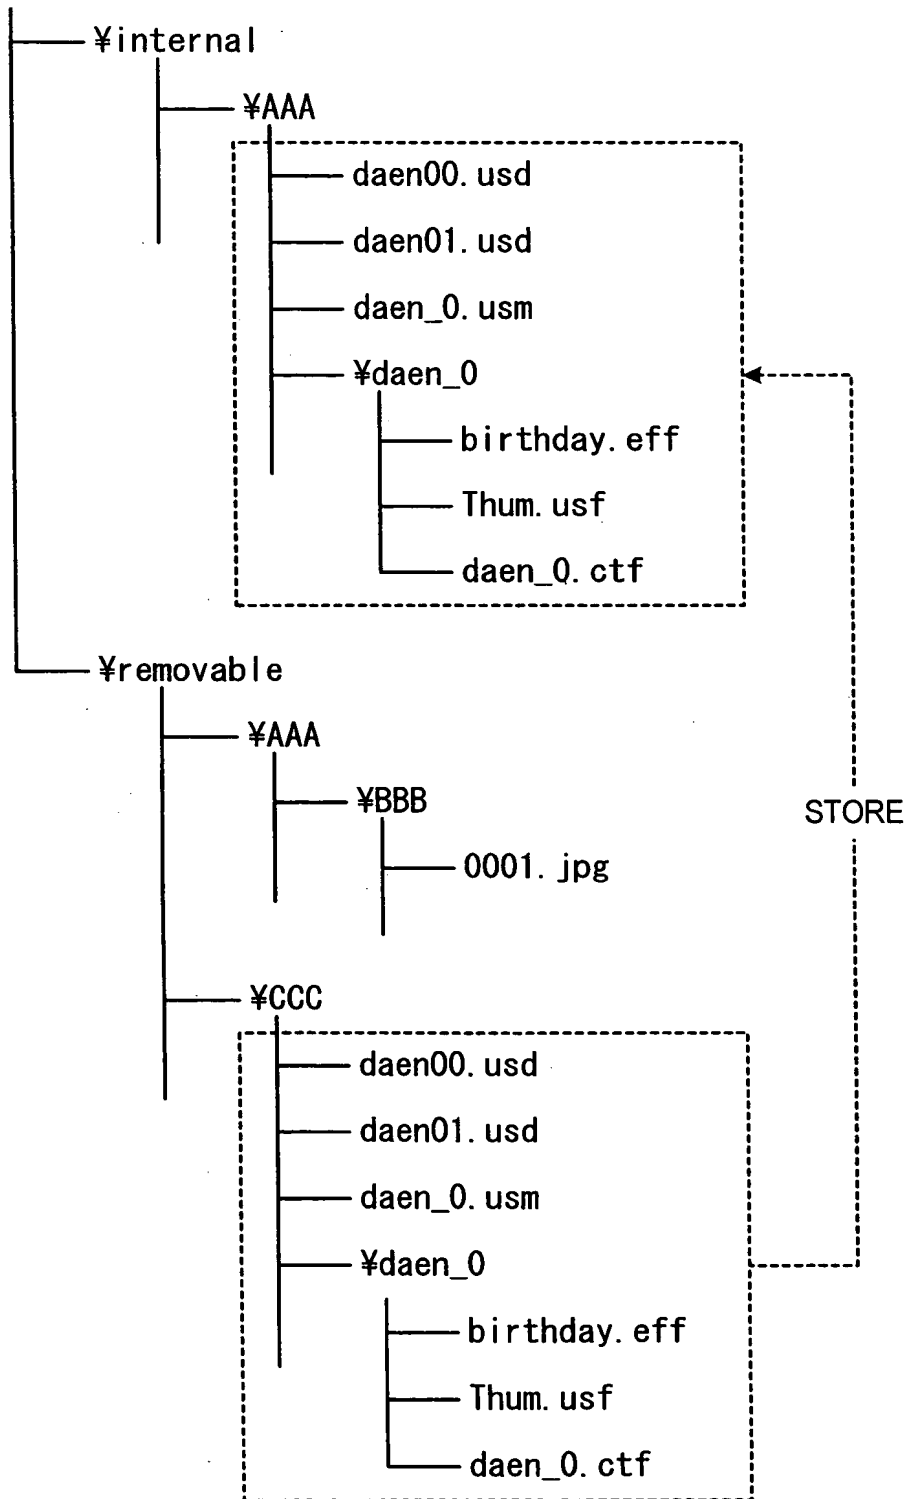 ¥internal
¥AAA
daen00.usd
daen01.usd
daen_0.usm
¥daen_0
birthday.eff
Thum.usf
daen_0.ctf
¥removable
¥AAA
¥BBB
STORE
0001.jpg
¥CCC
daen00.usd
daen01.usd
daen_0.usm
¥daen_0
birthday.eff
Thum.usf
daen_0.ctf